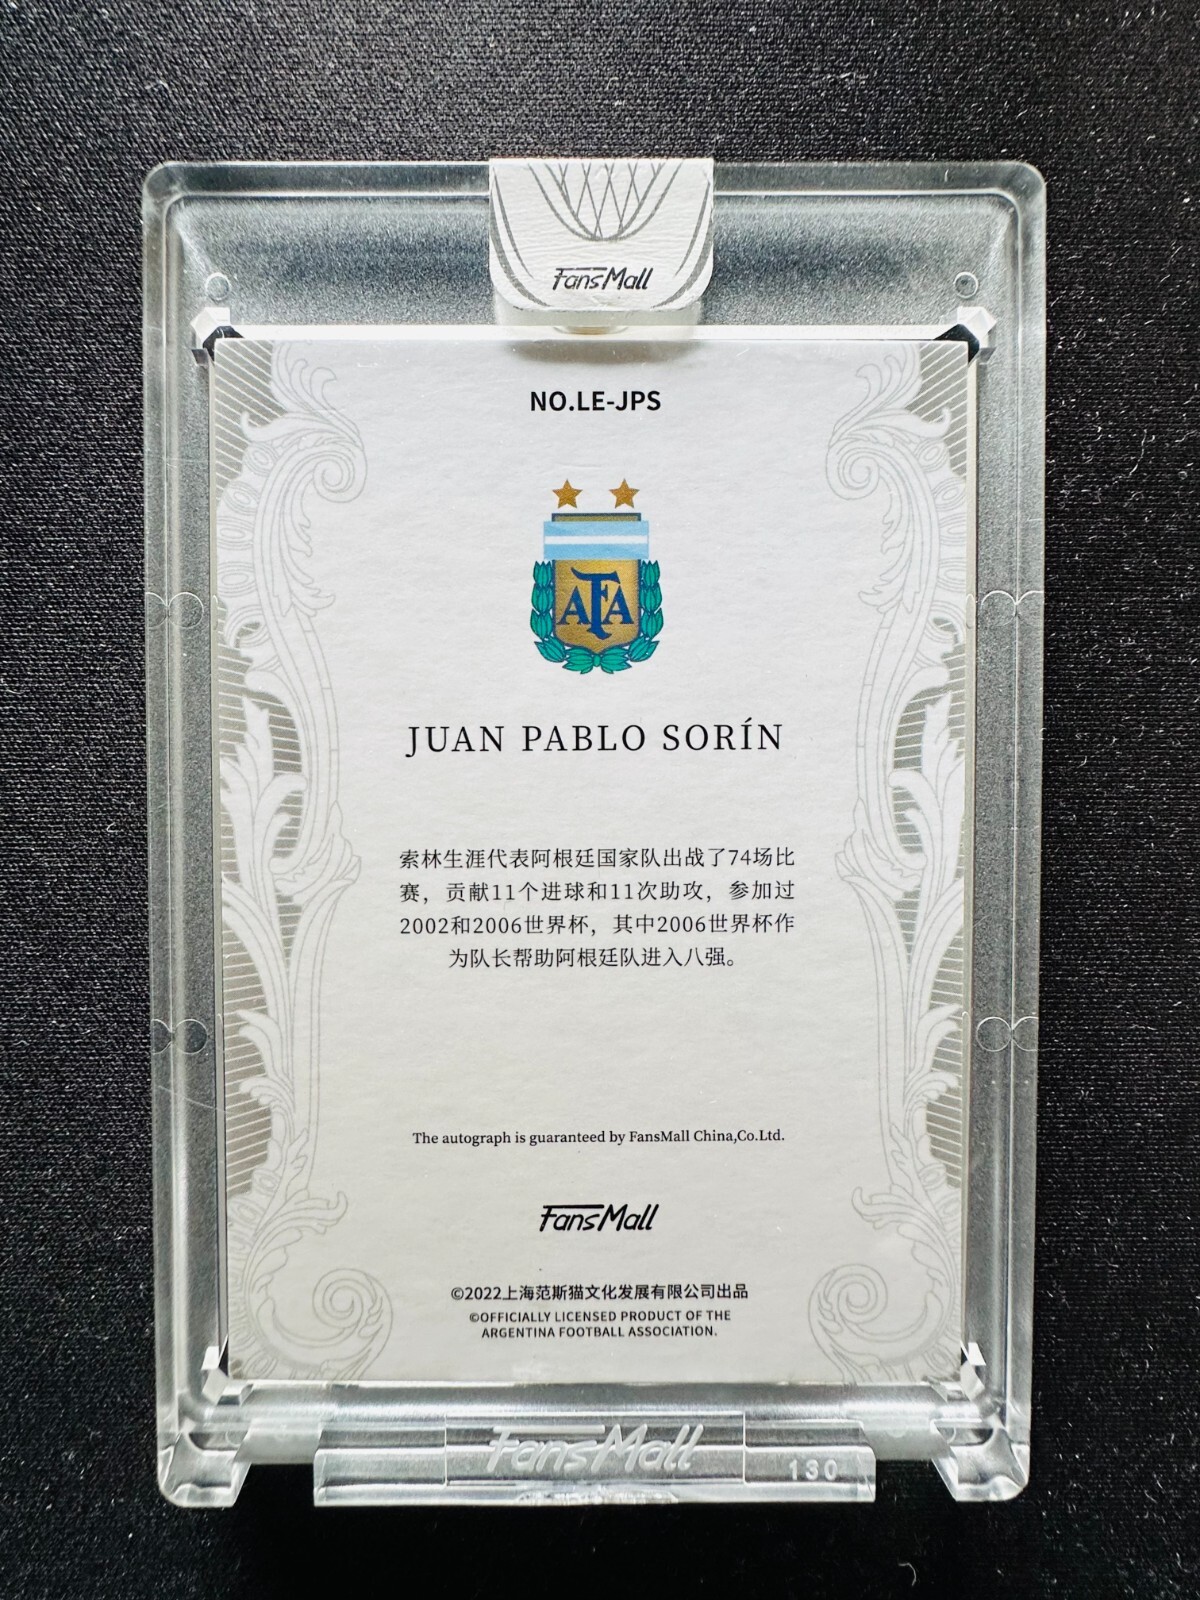 FansMall
NO.LE-JPS
AFA
JUAN PABLO SORÍN
索林生涯代表阿根廷国家队出战了74场比
赛，贡献11个进球和11次助攻，参加过
2002和2006世界杯，其中2006世界杯作
为队长帮助阿根廷队进入八强。
The autograph is guaranteed by FansMall China,Co.Ltd.
FansMall
©2022上海范斯猫文化发展有限公司出品
©OFFICIALLY LICENSED PRODUCT OF THE
ARGENTINA FOOTBALL ASSOCIATION.
FansMall
130